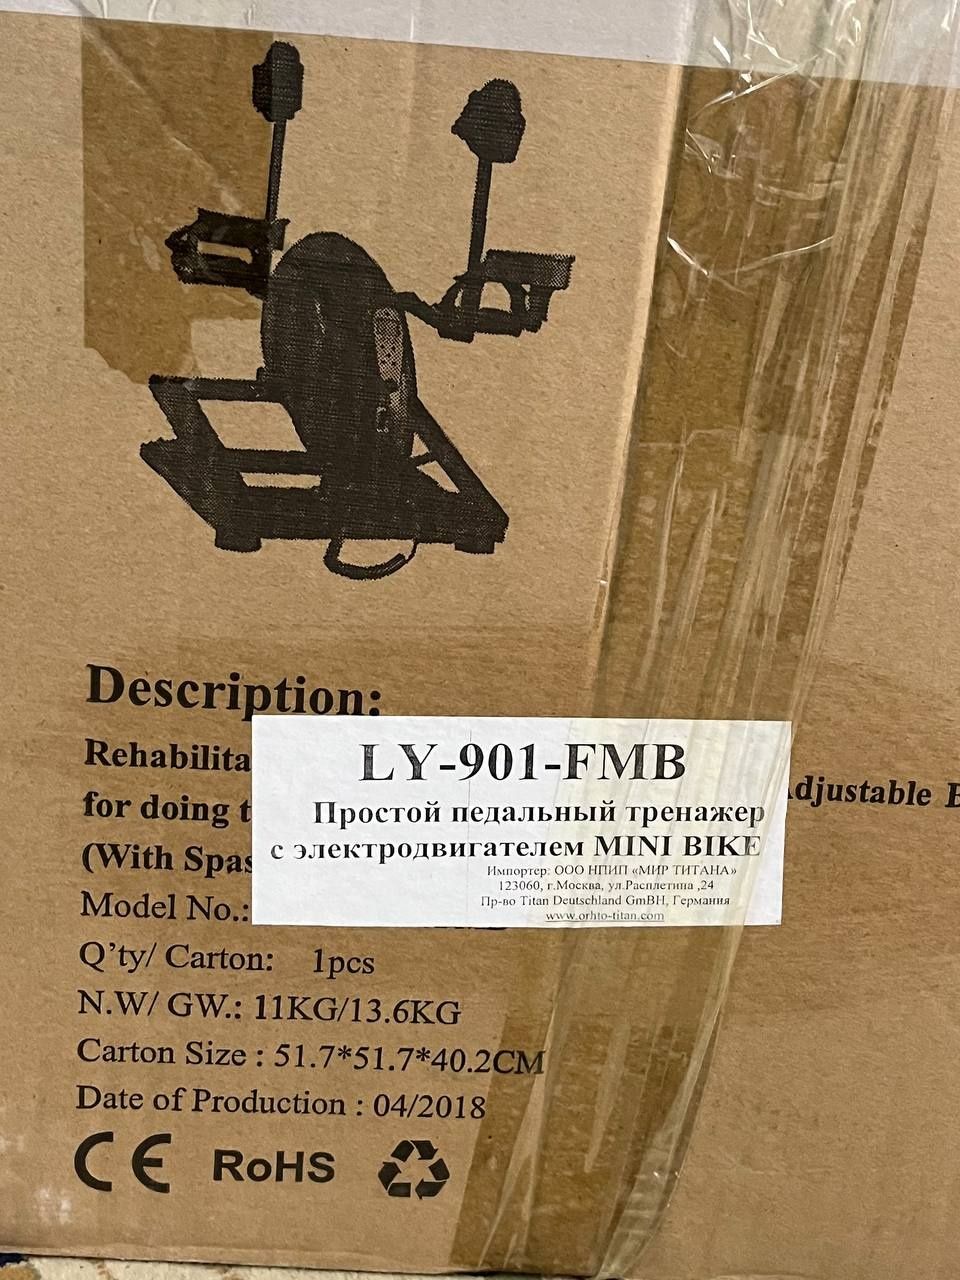 Description:
Rehabilita
LY-901-FMB
for doing t
Простой педальный тренажер
Adjustable
(With Spas
с электродвигателем MINI BIKE
Импортер: ООО НПИП «МИР ТИТАНА»
123060, г.Москва, ул.Расплетина ,24
Пр-во Titan Deutschland GmBH, Германия
www.orhto-titan.com
Model No.:
Q'ty/ Carton: 1pcs
N.W/ GW.: 11KG/13.6KG
Carton Size : 51.7*51.7*40.2CM
Date of Production : 04/2018
CE RoHS